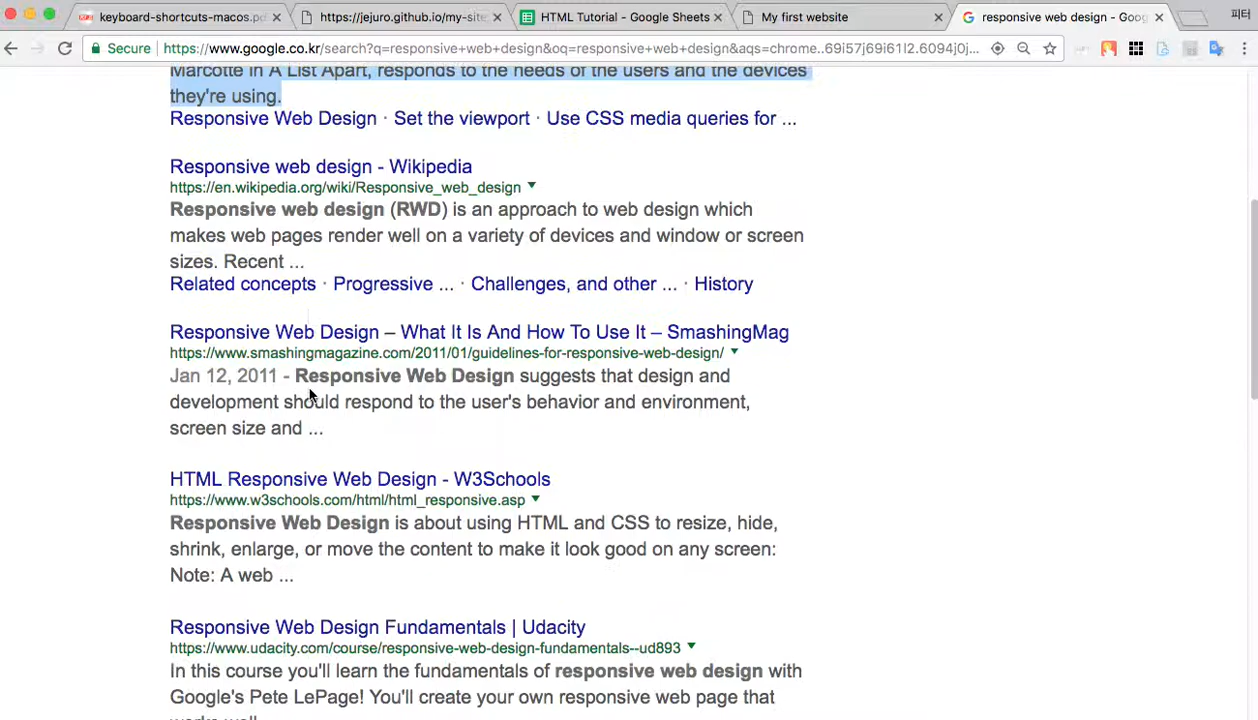 keyboard-shortcuts-macos.pd
https://jejuro.github.io/my-site
HTML Tutorial - Google Sheets
My first website
responsive web design - Goog
피터
Secure
https://www.google.co.kr/search?q=responsive+web+design&oq=responsive+web+design&aqs=chrome..69i57j69i61l2.6094j0j...
Marcotte in A List Apart, responds to the needs of the users and the devices
they're using.
Responsive Web Design · Set the viewport · Use CSS media queries for ...
Responsive web design - Wikipedia
https://en.wikipedia.org/wiki/Responsive_web_design
Responsive web design (RWD) is an approach to web design which
makes web pages render well on a variety of devices and window or screen
sizes. Recent ...
Related concepts · Progressive ... · Challenges, and other ... · History
Responsive Web Design – What It Is And How To Use It – SmashingMag
https://www.smashingmagazine.com/2011/01/guidelines-for-responsive-web-design/
Jan 12, 2011 - Responsive Web Design suggests that design and
development should respond to the user's behavior and environment,
screen size and ...
HTML Responsive Web Design - W3Schools
https://www.w3schools.com/html/html_responsive.asp
Responsive Web Design is about using HTML and CSS to resize, hide,
shrink, enlarge, or move the content to make it look good on any screen:
Note: A web ...
Responsive Web Design Fundamentals | Udacity
https://www.udacity.com/course/responsive-web-design-fundamentals--ud893
In this course you'll learn the fundamentals of responsive web design with
Google's Pete LePage! You'll create your own responsive web page that
works well